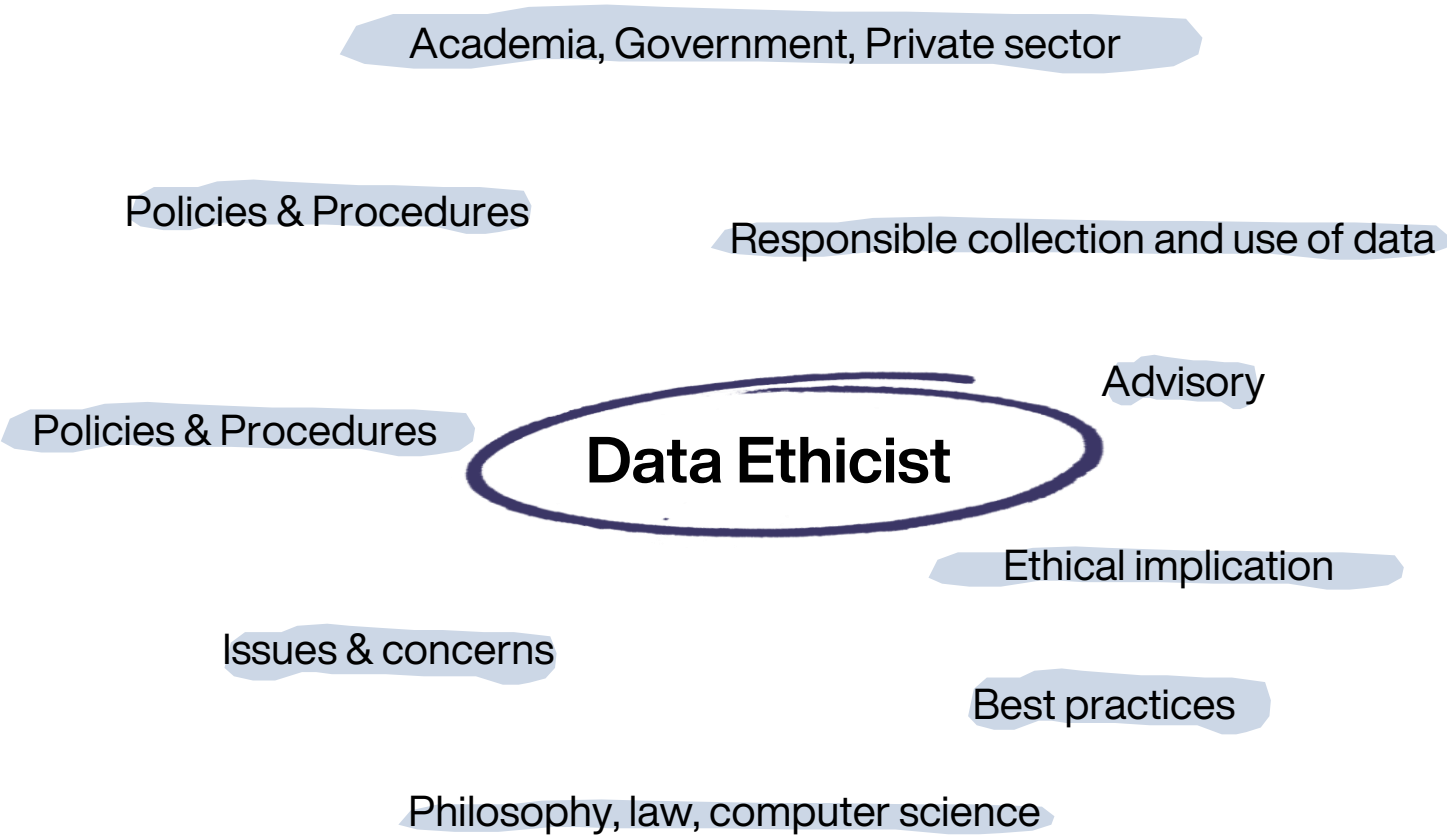 Academia, Government, Private sector
Policies & Procedures
Responsible collection and use of data
Advisory
Policies & Procedures
Data Ethicist
Ethical implication
Issues & concerns
Best practices
Philosophy, law, computer science